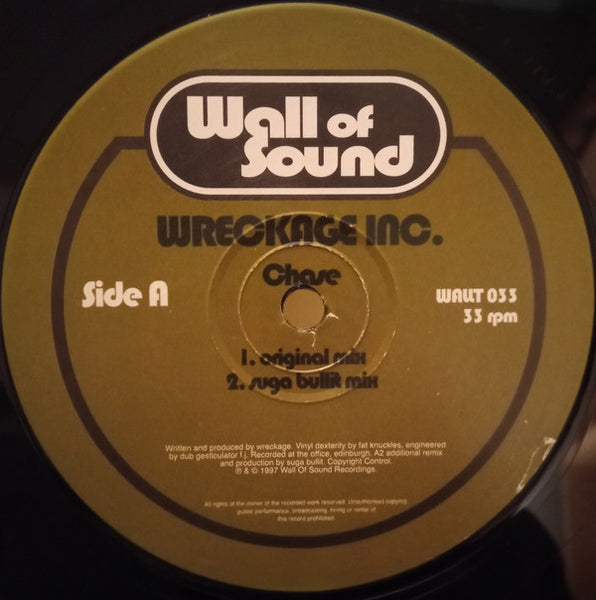 Wall of
Sound
WRECKAGE INC.
Chase
Side A
WALLT 033
33 rpm
1. original mix
2. suga bullit mix
Written and produced by wreckage. Vinyl dexterity by fat knuckles, engineered
by dub gesticulator f.j. Recorded at the office, edinburgh. A2 additional remix
and production by suga bullit. Copyright Control.
℗ & © 1997 Wall Of Sound Recordings.
All rights of the owner of the recorded work reserved. Unauthorised copying,
public performance, broadcasting, hiring or rental of
this record prohibited.